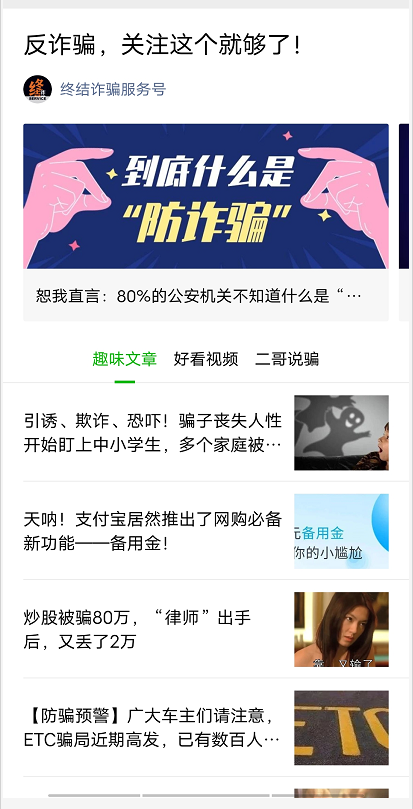 反诈骗，关注这个就够了！
终
SERVICE
终结诈骗服务号
到底什么是
“防诈骗”
恕我直言：80%的公安机关不知道什么是“…
趣味文章 好看视频 二哥说骗
引诱、欺诈、恐吓！骗子丧失人性
开始盯上中小学生，多个家庭被…
天呐！支付宝居然推出了网购必备
新功能——备用金！
元备用金
你的小尴尬
炒股被骗80万，“律师”出手
后，又丢了2万
又输了
【防骗预警】广大车主们请注意，
ETC骗局近期高发，已有数百人…
ETC